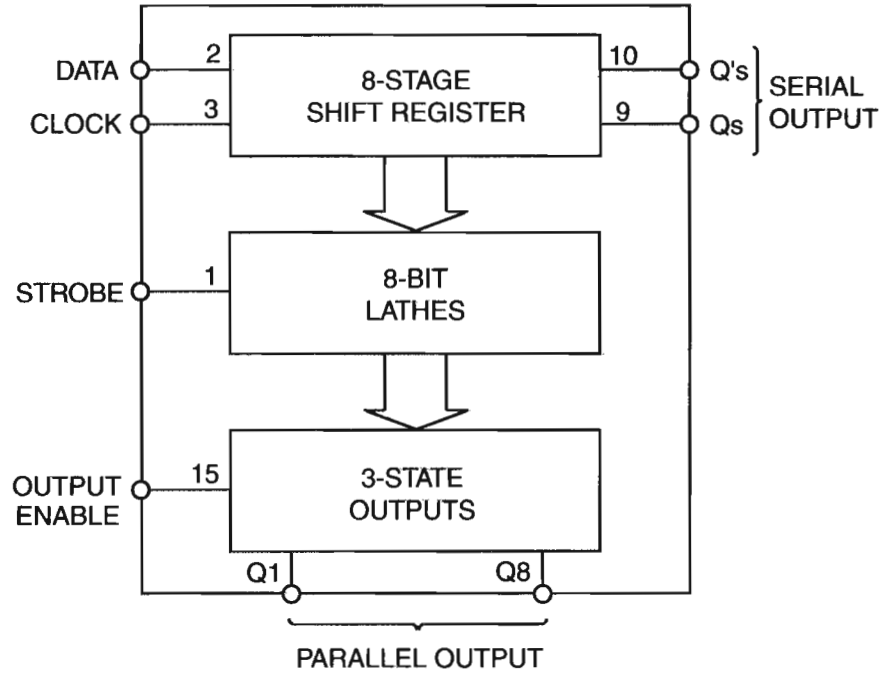 DATA
2
8-STAGE
SHIFT REGISTER
10
Q's
CLOCK
3
9
Qs
SERIAL
OUTPUT
STROBE
1
8-BIT
LATHES
OUTPUT
ENABLE
15
3-STATE
OUTPUTS
Q1
Q8
PARALLEL OUTPUT